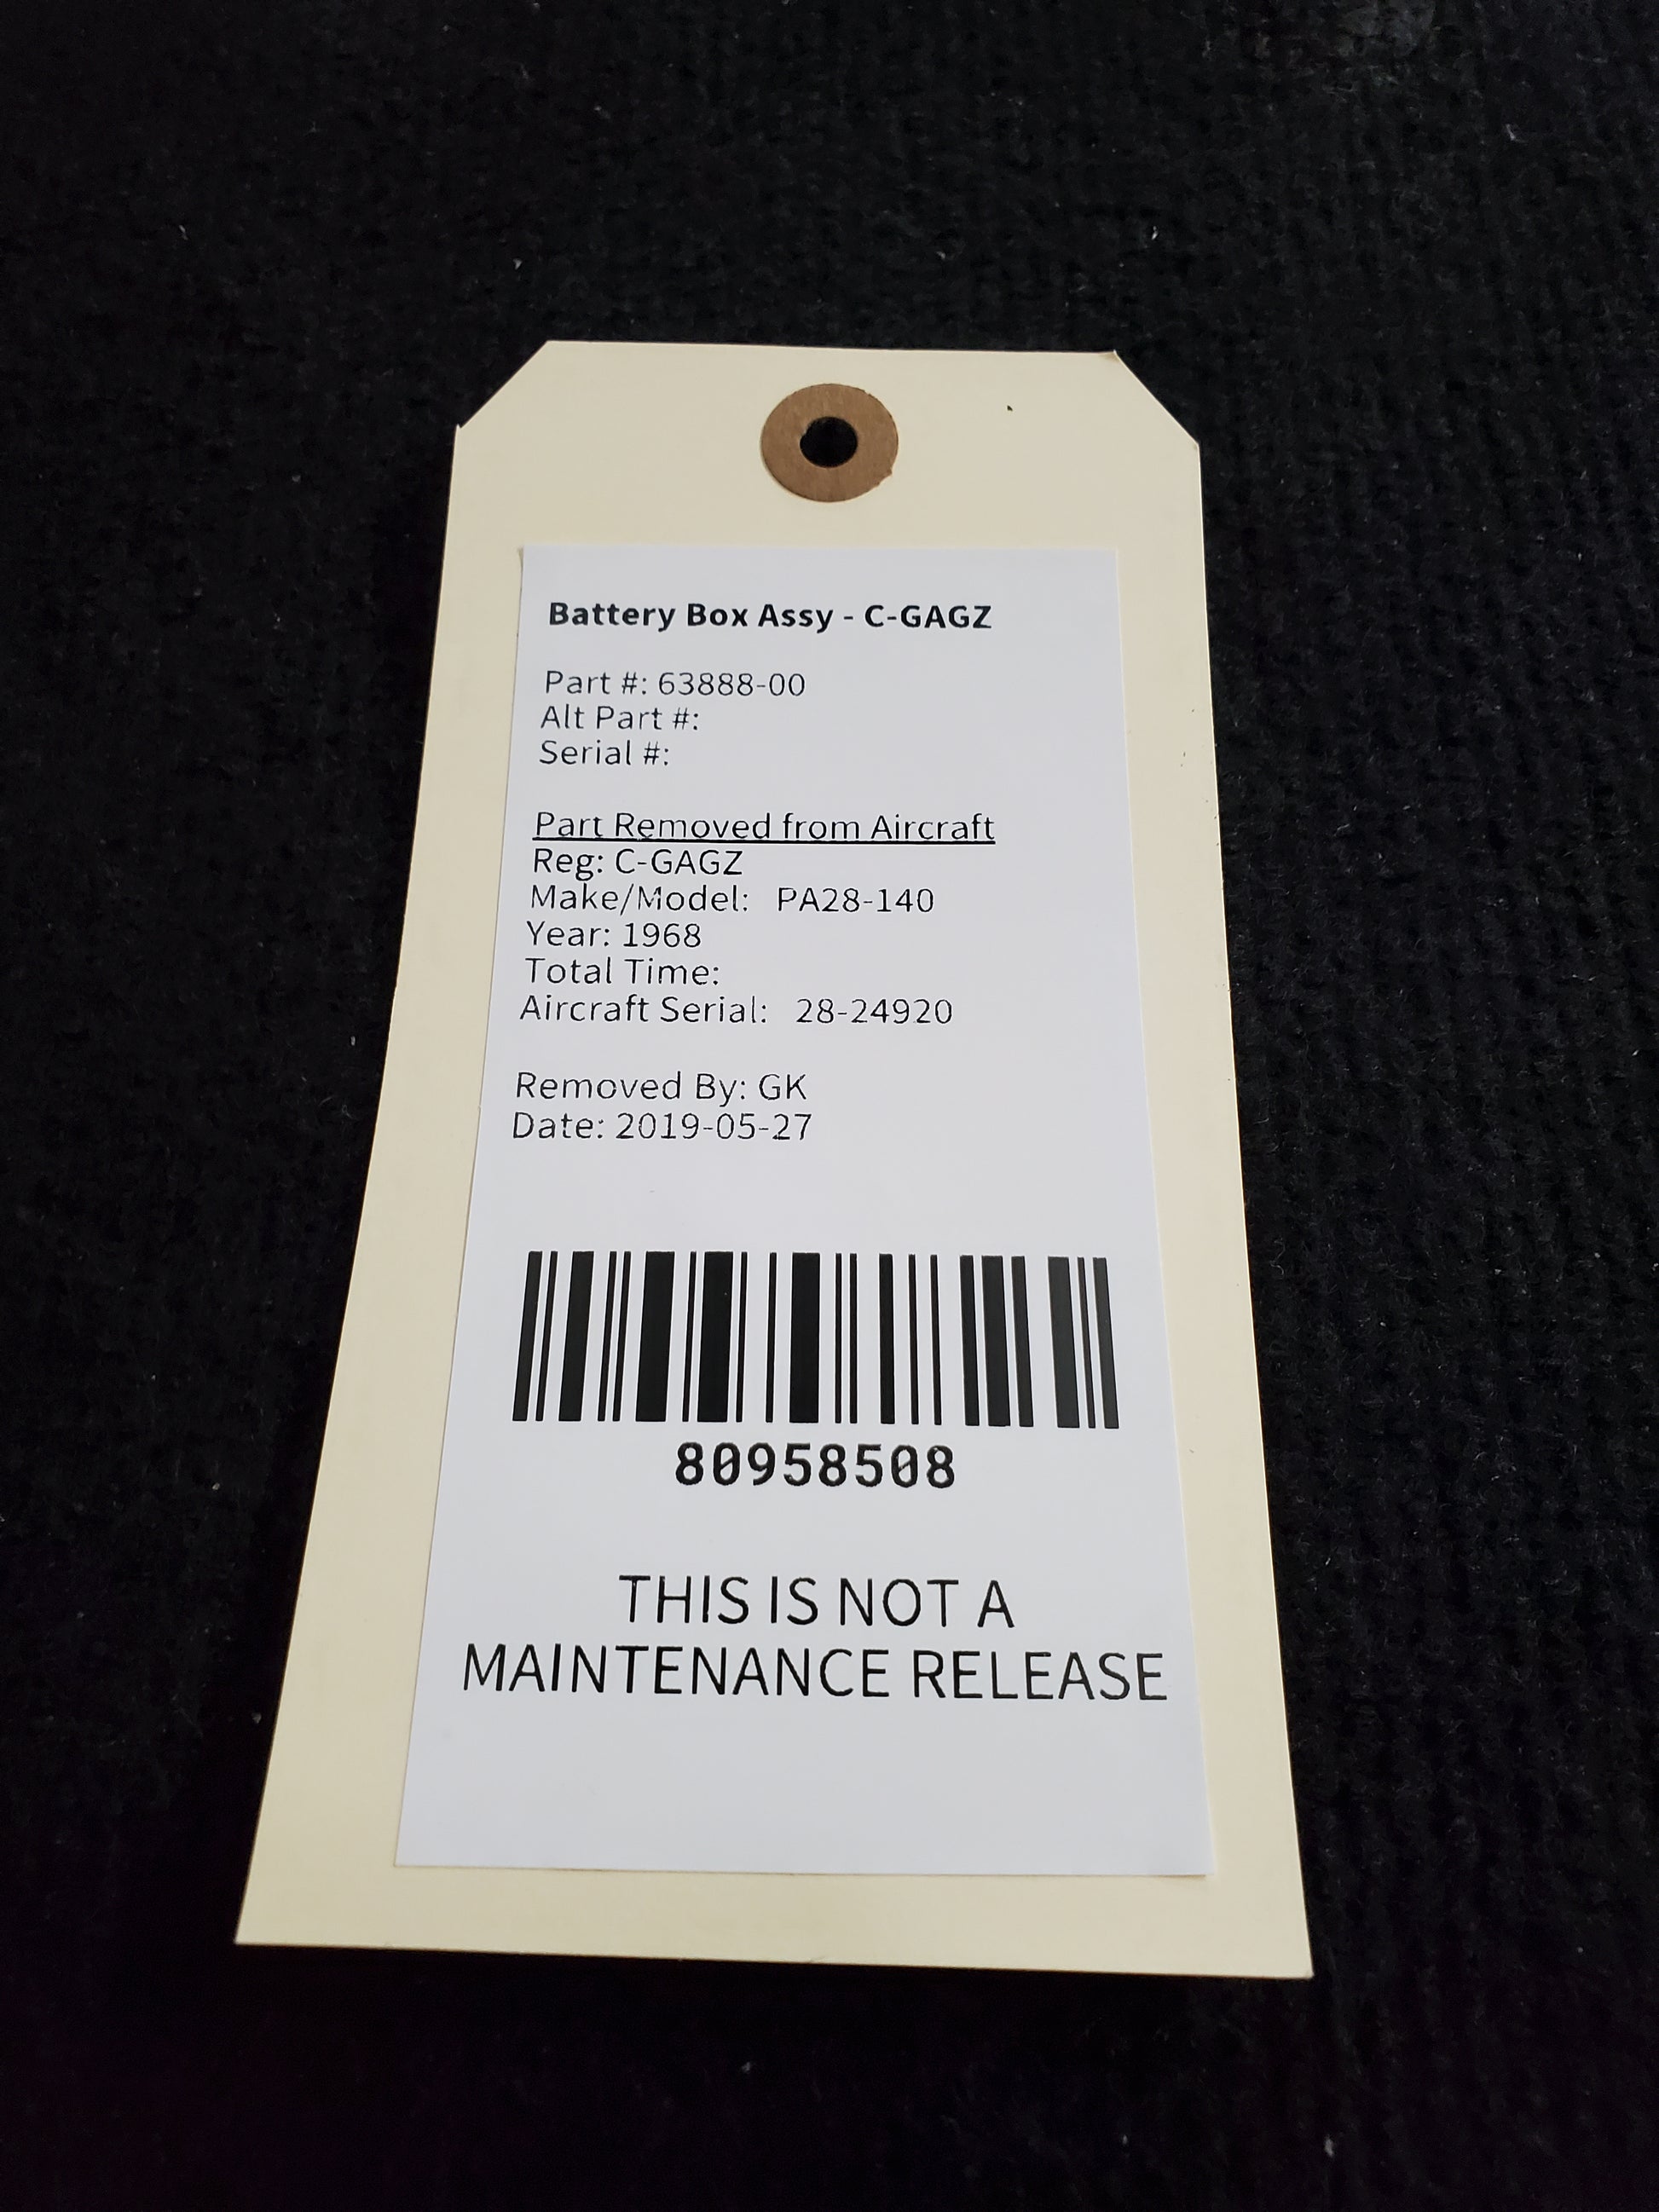 Battery Box Assy - C-GAGZ
Part #: 63888-00
Alt Part #:
Serial #:
Part Removed from Aircraft
Reg: C-GAGZ
Make/Model: PA28-140
Year: 1968
Total Time:
Aircraft Serial: 28-24920
Removed By: GK
Date: 2019-05-27
80958508
THIS IS NOT A
MAINTENANCE RELEASE